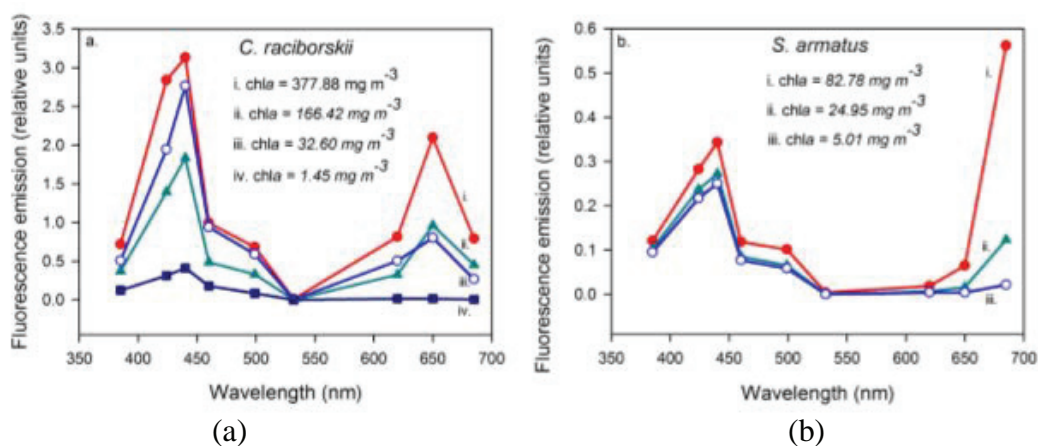 a.
C. raciborskii
i. chla = 377.88 mg m-3
ii. chla = 166.42 mg m-3
iii. chla = 32.60 mg m-3
iv. chla = 1.45 mg m-3
i.
ii.
iii.
iv.
Fluorescence emission (relative units)
3.5
3.0
2.5
2.0
1.5
1.0
0.5
0.0
350 400 450 500 550 600 650 700
Wavelength (nm)
(a)
b.
S. armatus
i. chla = 82.78 mg m-3
ii. chla = 24.95 mg m-3
iii. chla = 5.01 mg m-3
i.
ii.
iii.
Fluorescence emission (relative units)
0.6
0.5
0.4
0.3
0.2
0.1
0.0
350 400 450 500 550 600 650 700
Wavelength (nm)
(b)